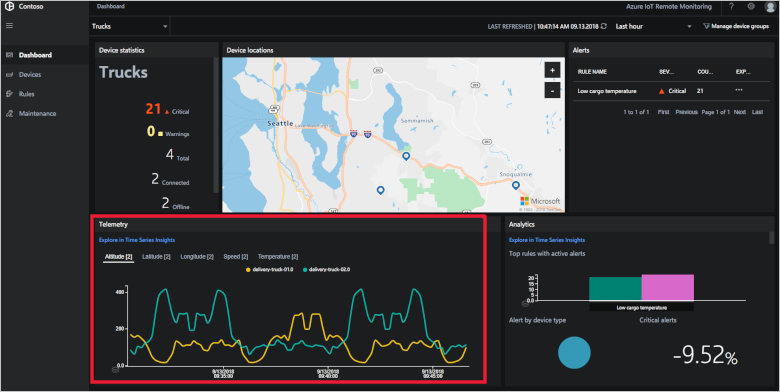 Contoso
Dashboard
Azure IoT Remote Monitoring
?
Trucks
LAST REFRESHED | 10:47:14 AM 09.13.2018
Last hour
Manage device groups
Dashboard
Devices
Rules
Maintenance
Device statistics
Trucks
21 Critical
0 Warnings
4 Total
2 Connected
2 Offline
Device locations
+
-
Seattle
Sammamish
Snoqualmie
Microsoft
Alerts
RULE NAME SEV... COU... EXP...
Low cargo temperature Critical 21 ...
1 to 1 of 1 First Previous Page 1 of 1 Next Last
Telemetry
Explore in Time Series Insights
Altitude [2] Latitude [2] Longitude [2] Speed [2] Temperature [2]
delivery-truck-01.0 delivery-truck-02.0
400
200
0.0
9/13/2018 9/13/2018 9/13/2018
09:35:00 09:40:00 09:45:00
Analytics
Explore in Time Series Insights
Top rules with active alerts
20
15
10
5
0.0
Low cargo temperature
Alert by device type
Critical alerts
-9.52%